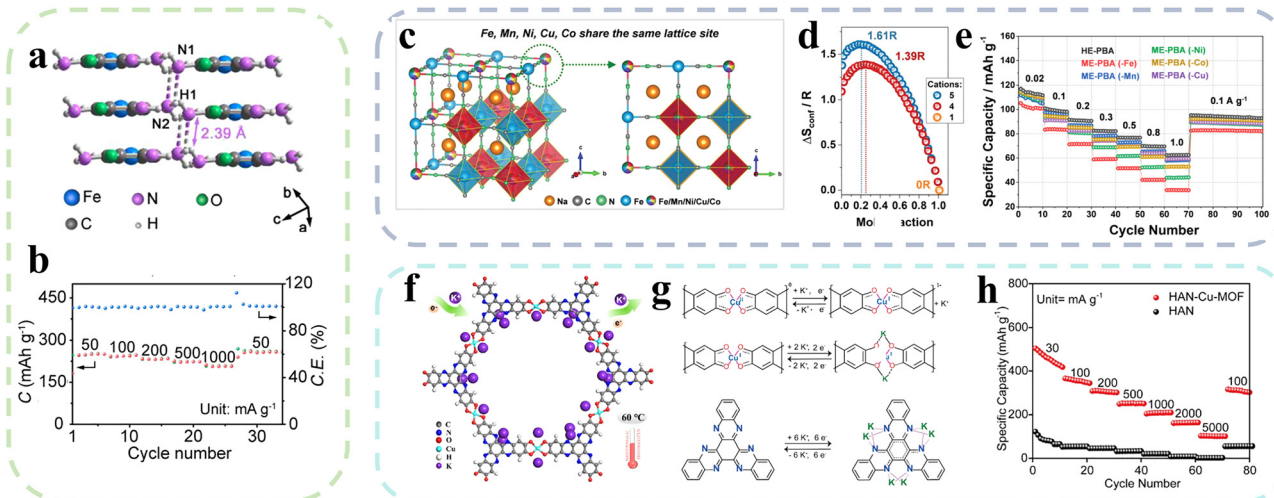 a
N1
H1
N2
2.39 Å
Fe
N
O
C
H
b
c
a
b
450
300
150
0
C (mAh g⁻¹)
120
80
40
0
C.E. (%)
50
100
200
500
1000
50
Unit: mA g⁻¹
1
10
20
30
Cycle number
c
Fe, Mn, Ni, Cu, Co share the same lattice site
c
b
a
c
b
Na
C
N
Fe
Fe/Mn/Ni/Cu/Co
d
1.61R
1.39R
Cations:
5
4
1
0R
ΔSconf / R
1.5
1.0
0.5
0.0
0.0 0.2 0.4 0.6 0.8 1.0
Mol action
e
HE-PBA
ME-PBA (-Fe)
ME-PBA (-Mn)
ME-PBA (-Ni)
ME-PBA (-Co)
ME-PBA (-Cu)
0.02
0.1
0.2
0.3
0.5
0.8
1.0
0.1 A g⁻¹
Specific Capacity / mAh g⁻¹
160
140
120
100
80
60
40
20
0 10 20 30 40 50 60 70 80 90 100
Cycle Number
f
K⁺
e⁻
K⁺
e⁻
C
N
O
Cu
H
K
60 °C
g
+ K⁺, e⁻
- K⁺, e⁻
+ K⁺
+ 2 K⁺, 2 e⁻
- 2 K⁺, 2 e⁻
+ 6 K⁺, 6 e⁻
- 6 K⁺, 6 e⁻
h
Unit= mA g⁻¹
HAN-Cu-MOF
HAN
30
100
200
500
1000
2000
5000
100
Specific Capacity (mAh g⁻¹)
800
600
400
200
0
0 20 40 60 80
Cycle Number